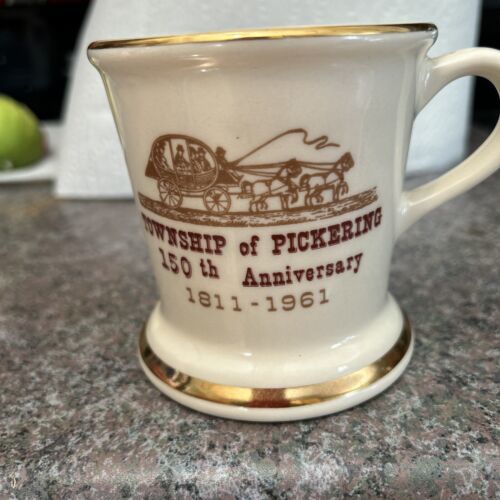 TOWNSHIP of PICKERING
150 th Anniversary
1811-1961